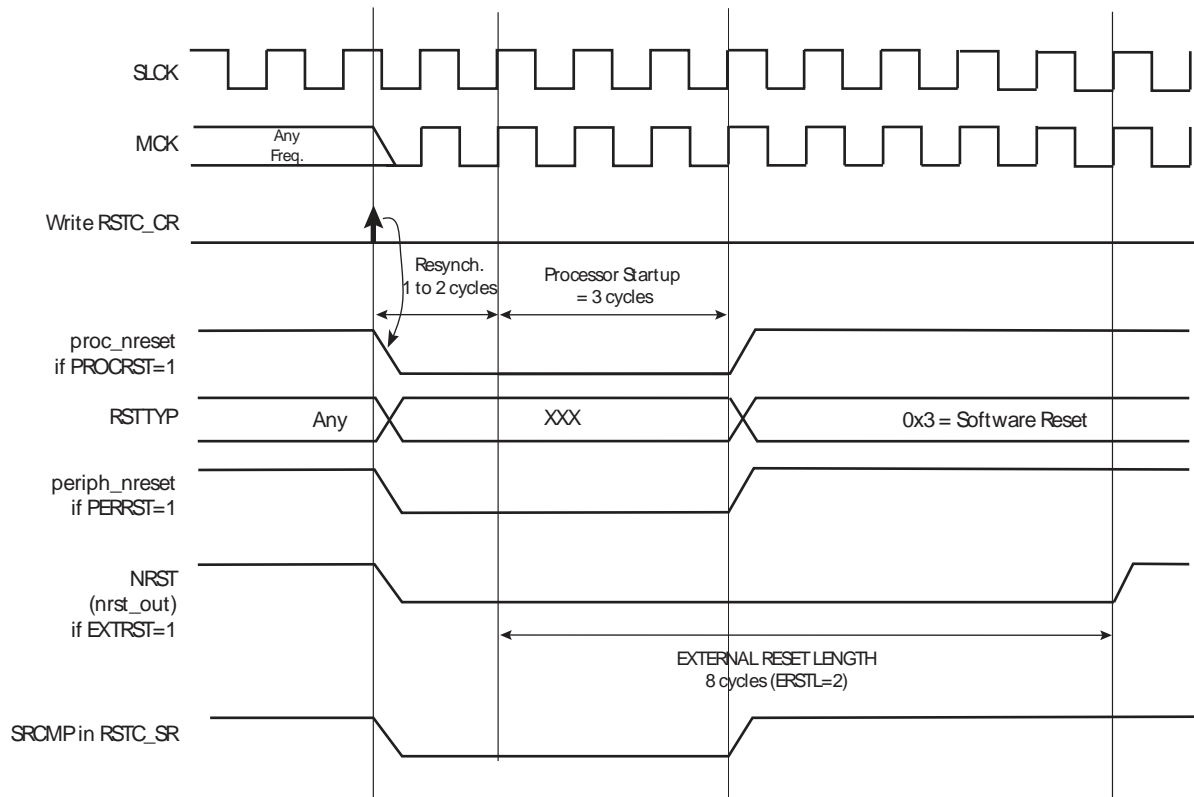 SLCK
MCK
Any
Freq.
Write RSTC_CR
Resynch.
1 to 2 cycles
Processor Startup
= 3 cycles
proc_nreset
if PROCRST=1
RSTTYP
Any
XXX
0x3 = Software Reset
periph_nreset
if PERRST=1
NRST
(nrst_out)
if EXTRST=1
EXTERNAL RESET LENGTH
8 cycles (ERSTL=2)
SRCMP in RSTC_SR